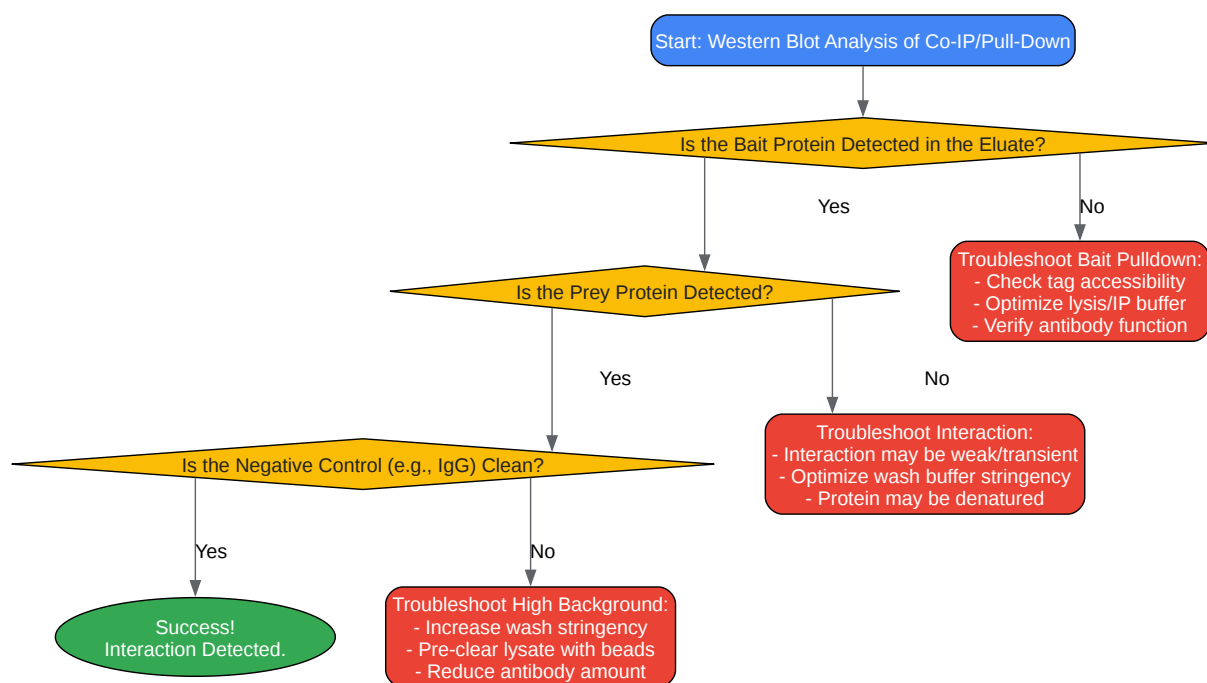 Start: Western Blot Analysis of Co-IP/Pull-Down
Is the Bait Protein Detected in the Eluate?
Yes
No
Troubleshoot Bait Pulldown:
- Check tag accessibility
- Optimize lysis/IP buffer
- Verify antibody function
Is the Prey Protein Detected?
Yes
No
Troubleshoot Interaction:
- Interaction may be weak/transient
- Optimize wash buffer stringency
- Protein may be denatured
Is the Negative Control (e.g., IgG) Clean?
Yes
No
Success!
Interaction Detected.
Troubleshoot High Background:
- Increase wash stringency
- Pre-clear lysate with beads
- Reduce antibody amount